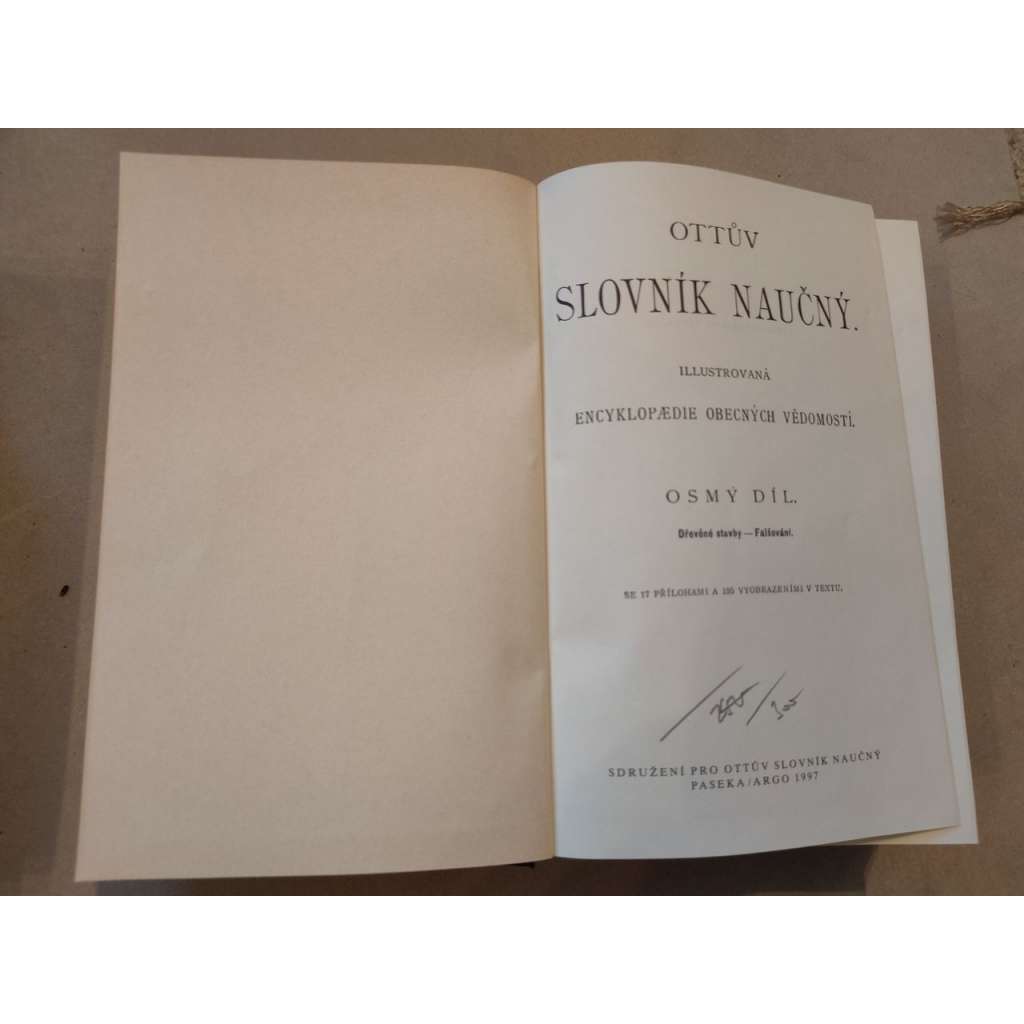 OTTŮV
SLOVNÍK NAUČNÝ.
ILLUSTROVANÁ
ENCYKLOPÆDIE OBECNÝCH VĚDOMOSTÍ.
OSMÝ DÍL.
Dřevěné stavby — Falšování.
SE 17 PŘÍLOHAMI A 195 VYOBRAZENÍMI V TEXTU.
SDRUŽENÍ PRO OTTŮV SLOVNÍK NAUČNÝ
PASEKA/ARGO 1997